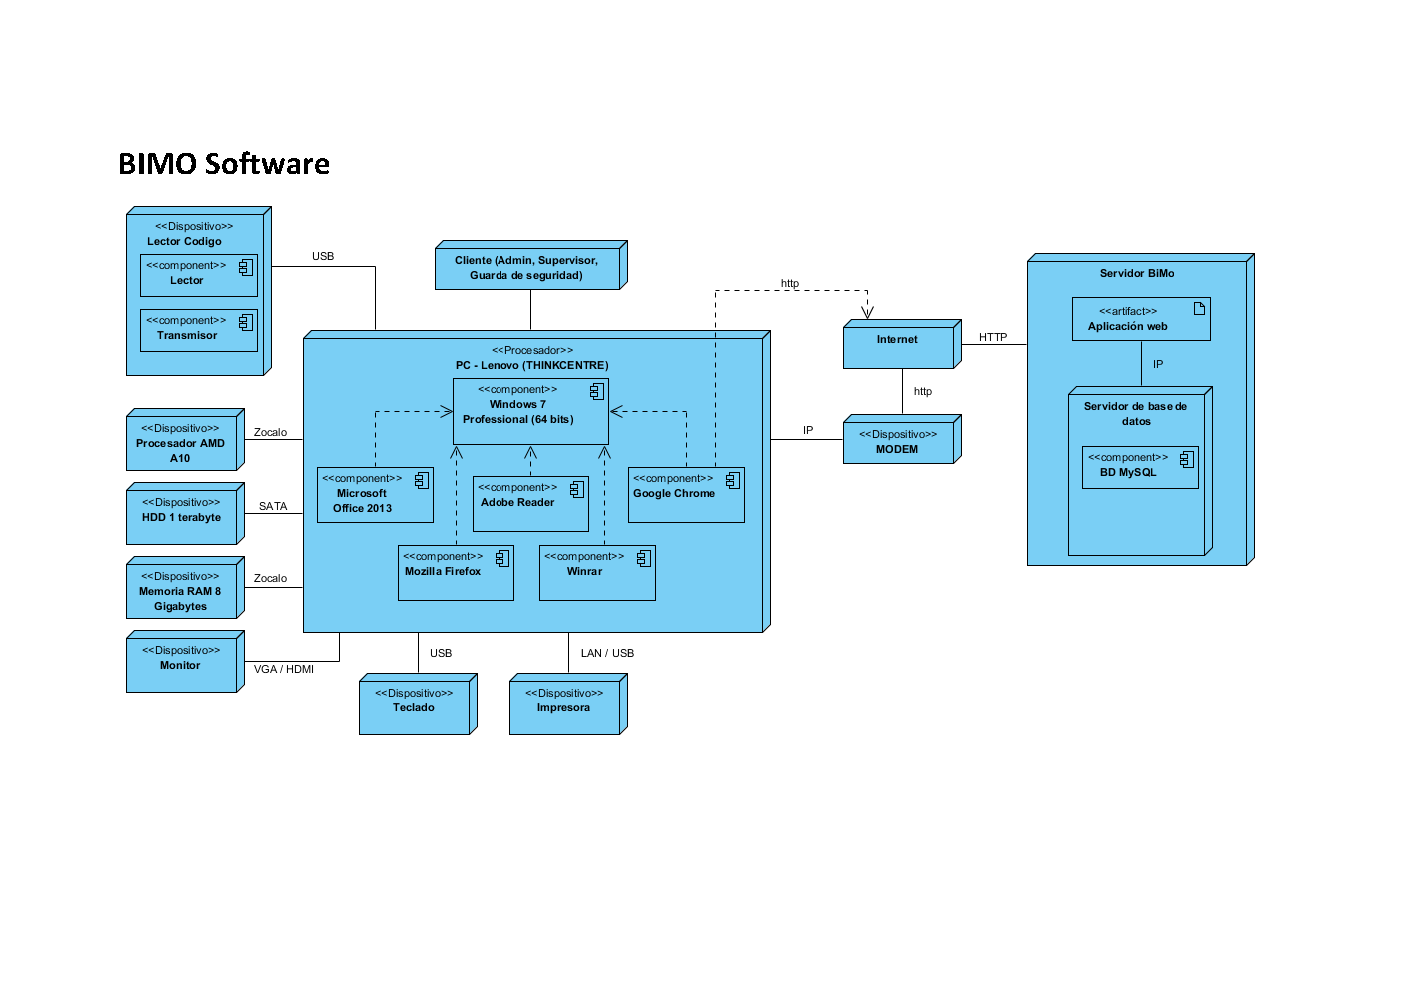 BIMO Software
<<Dispositivo>>
Lector Codigo
<<component>>
Lector
<<component>>
Transmisor
USB
Cliente (Admin, Supervisor,
Guarda de seguridad)
http
Internet
HTTP
Servidor BiMo
<<artifact>>
Aplicación web
IP
Servidor de base de
datos
<<component>>
BD MySQL
http
<<Dispositivo>>
MODEM
IP
<<Procesador>>
PC - Lenovo (THINKCENTRE)
<<component>>
Windows 7
Professional (64 bits)
<<component>>
Microsoft
Office 2013
<<component>>
Adobe Reader
<<component>>
Google Chrome
<<component>>
Mozilla Firefox
<<component>>
Winrar
<<Dispositivo>>
Procesador AMD
A10
Zocalo
<<Dispositivo>>
HDD 1 terabyte
SATA
<<Dispositivo>>
Memoria RAM 8
Gigabytes
Zocalo
<<Dispositivo>>
Monitor
VGA / HDMI
USB
<<Dispositivo>>
Teclado
LAN / USB
<<Dispositivo>>
Impresora